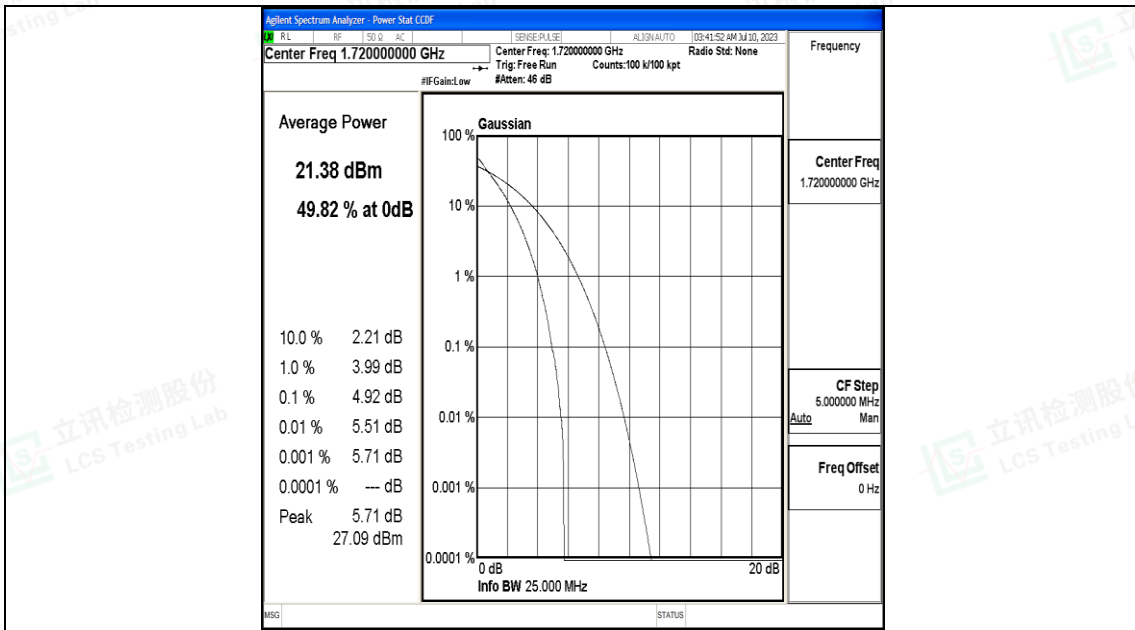 Agilent Spectrum Analyzer - Power Stat CCDF
RL RF 50 Ω AC SENSE:PULSE ALIGN AUTO 03:41:52 AM Jul 10, 2023
Center Freq 1.720000000 GHz
Center Freq: 1.720000000 GHz Radio Std: None
Trig: Free Run Counts:100 k/100 kpt
#IFGain:Low #Atten: 46 dB
Frequency
Center Freq
1.720000000 GHz
CF Step
5.000000 MHz
Auto Man
Freq Offset
0 Hz
Average Power
21.38 dBm
49.82 % at 0dB
10.0 % 2.21 dB
1.0 % 3.99 dB
0.1 % 4.92 dB
0.01 % 5.51 dB
0.001 % 5.71 dB
0.0001 % --- dB
Peak 5.71 dB
27.09 dBm
Gaussian
100 %
10 %
1 %
0.1 %
0.01 %
0.001 %
0.0001 %
0 dB 20 dB
Info BW 25.000 MHz
MSG STATUS
立讯检测股份
LCS Testing Lab
立讯检测股份
LCS Testing L